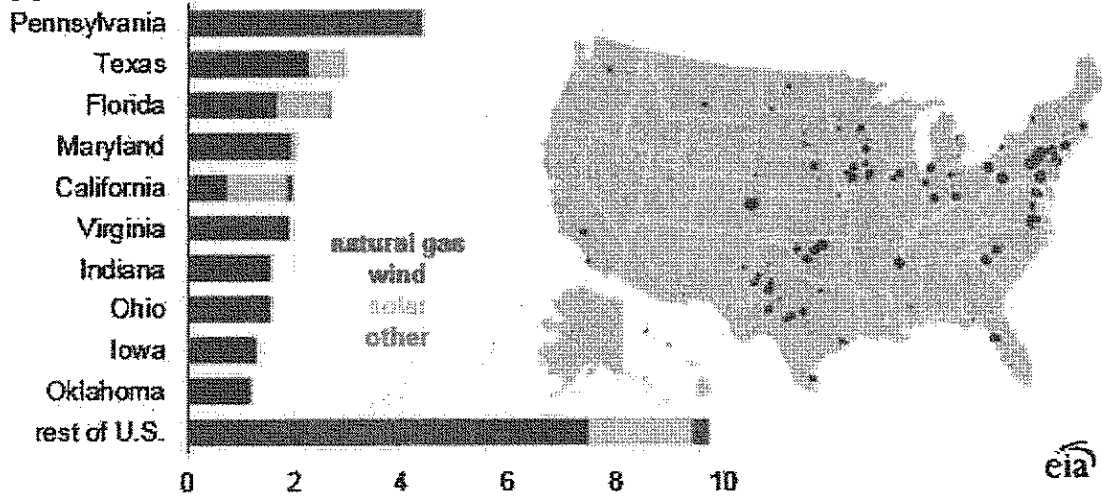 Pennsylvania
Texas
Florida
Maryland
California
Virginia
Indiana
Ohio
Iowa
Oklahoma
rest of U.S.
natural gas
wind
solar
other
0 2 4 6 8 10
eia